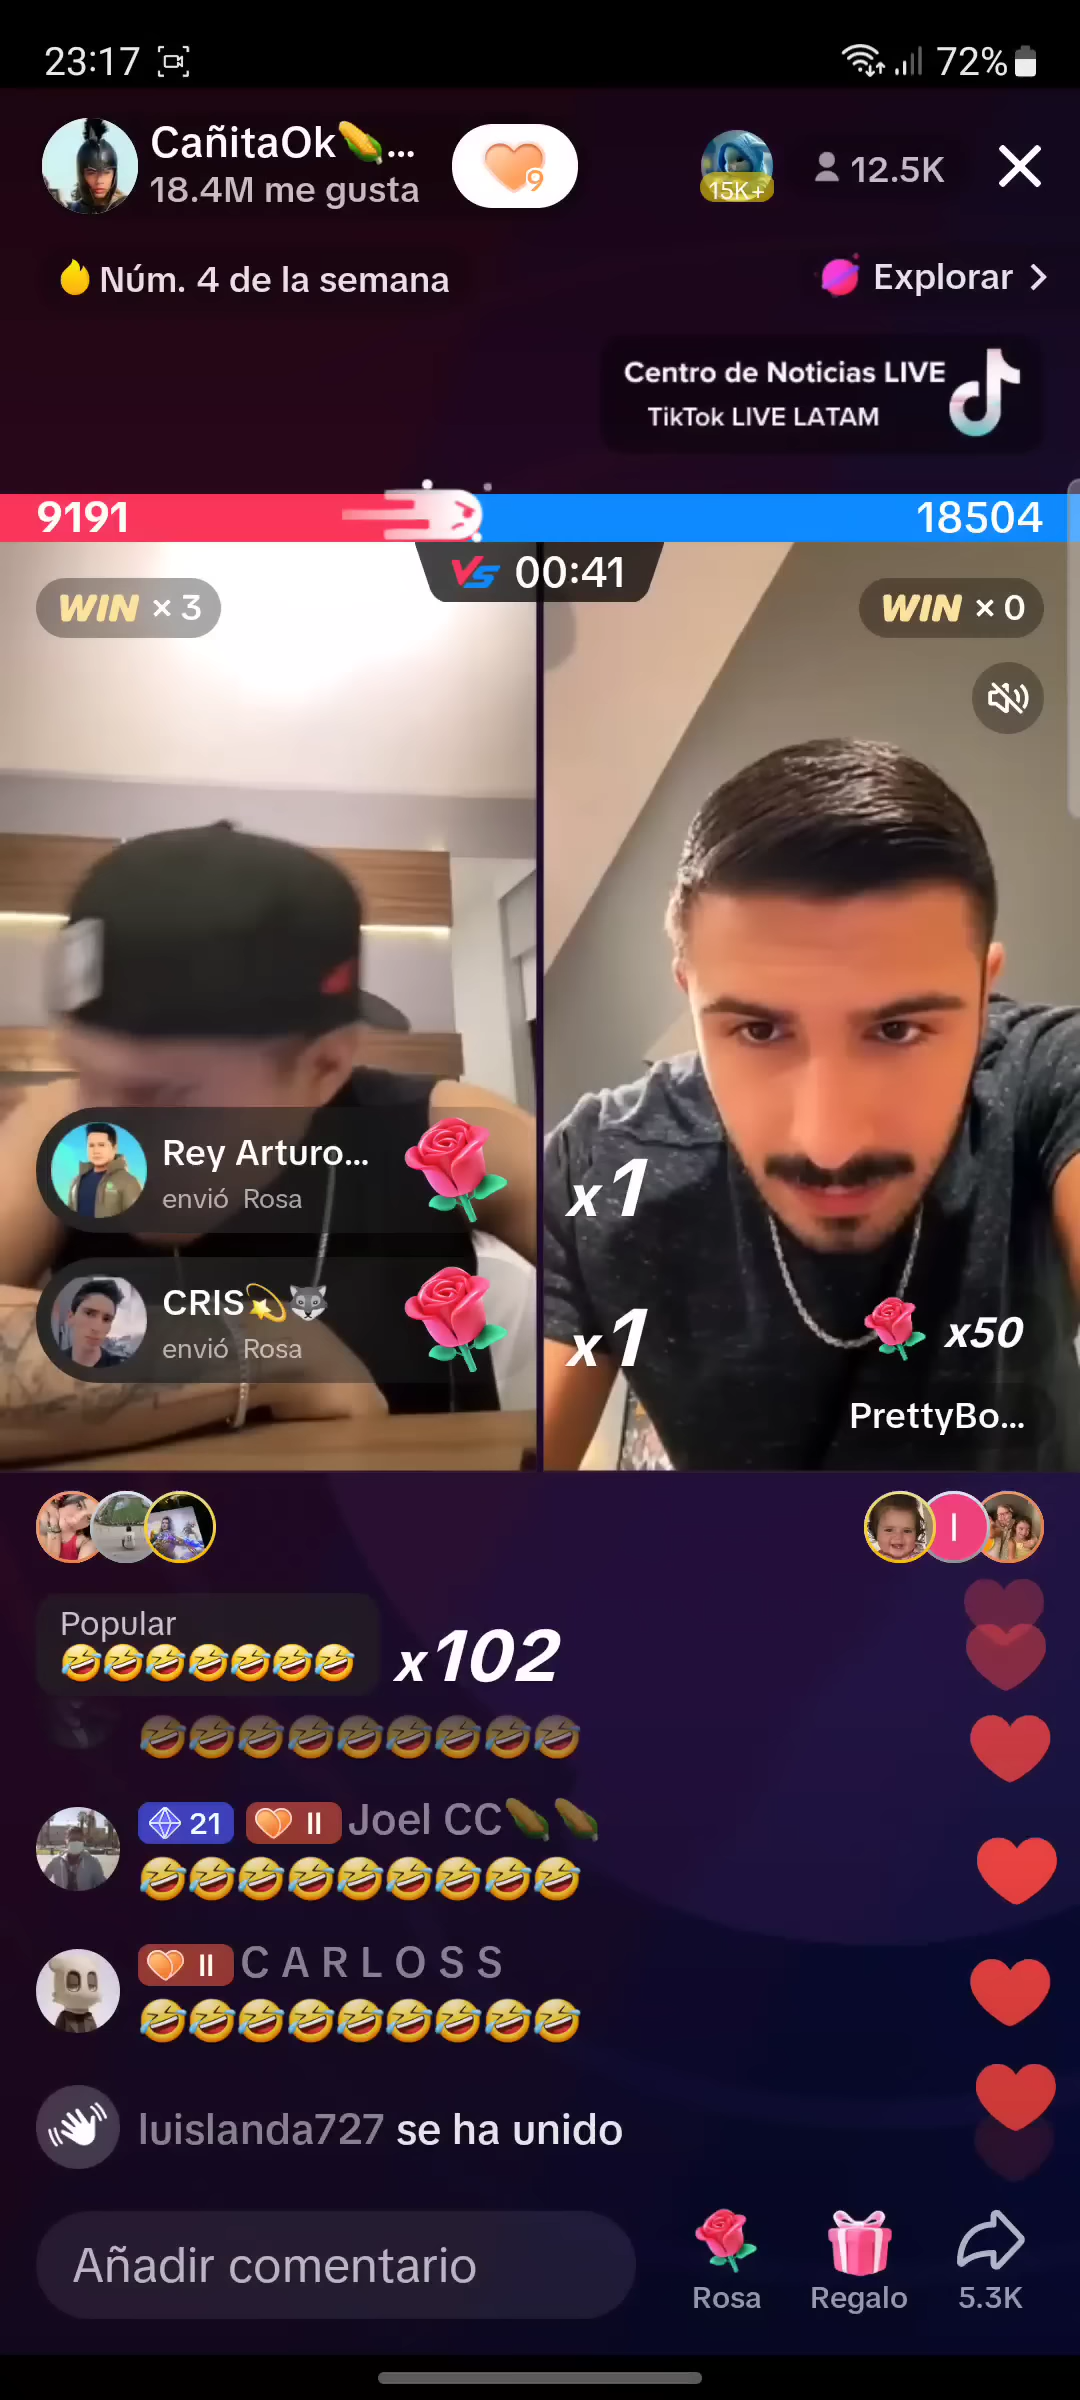 23:17
72%
CañitaOk🌽...
18.4M me gusta
9
15K+
12.5K
Núm. 4 de la semana
Explorar
Centro de Noticias LIVE
TikTok LIVE LATAM
9191
18504
VS 00:41
WIN × 3
WIN × 0
Rey Arturo...
envió Rosa
x1
CRIS💫🐺
envió Rosa
x1
x50
PrettyBo...
I
Popular
🤣🤣🤣🤣🤣🤣🤣
x102
🤣🤣🤣🤣🤣🤣🤣🤣🤣
21 II Joel CC🌽🌽
🤣🤣🤣🤣🤣🤣🤣🤣🤣
II C A R L O S S
🤣🤣🤣🤣🤣🤣🤣🤣🤣
luislanda727 se ha unido
Añadir comentario
Rosa
Regalo
5.3K